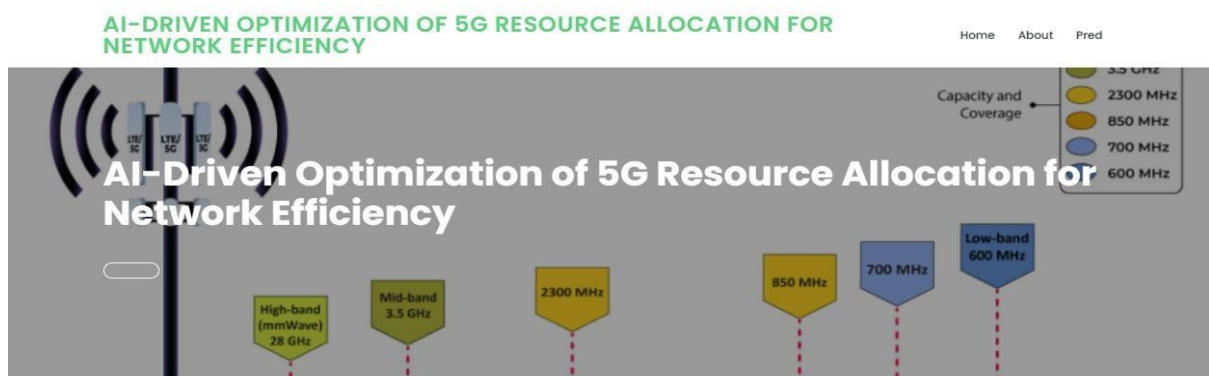 AI-DRIVEN OPTIMIZATION OF 5G RESOURCE ALLOCATION FOR
NETWORK EFFICIENCY
Home About Pred
3.5 GHz
Capacity and
Coverage
2300 MHz
850 MHz
700 MHz
600 MHz
LTE/
5G
LTE/
5G
LTE/
5G
AI-Driven Optimization of 5G Resource Allocation for
Network Efficiency
High-band
(mmWave)
28 GHz
Mid-band
3.5 GHz
2300 MHz
850 MHz
700 MHz
Low-band
600 MHz